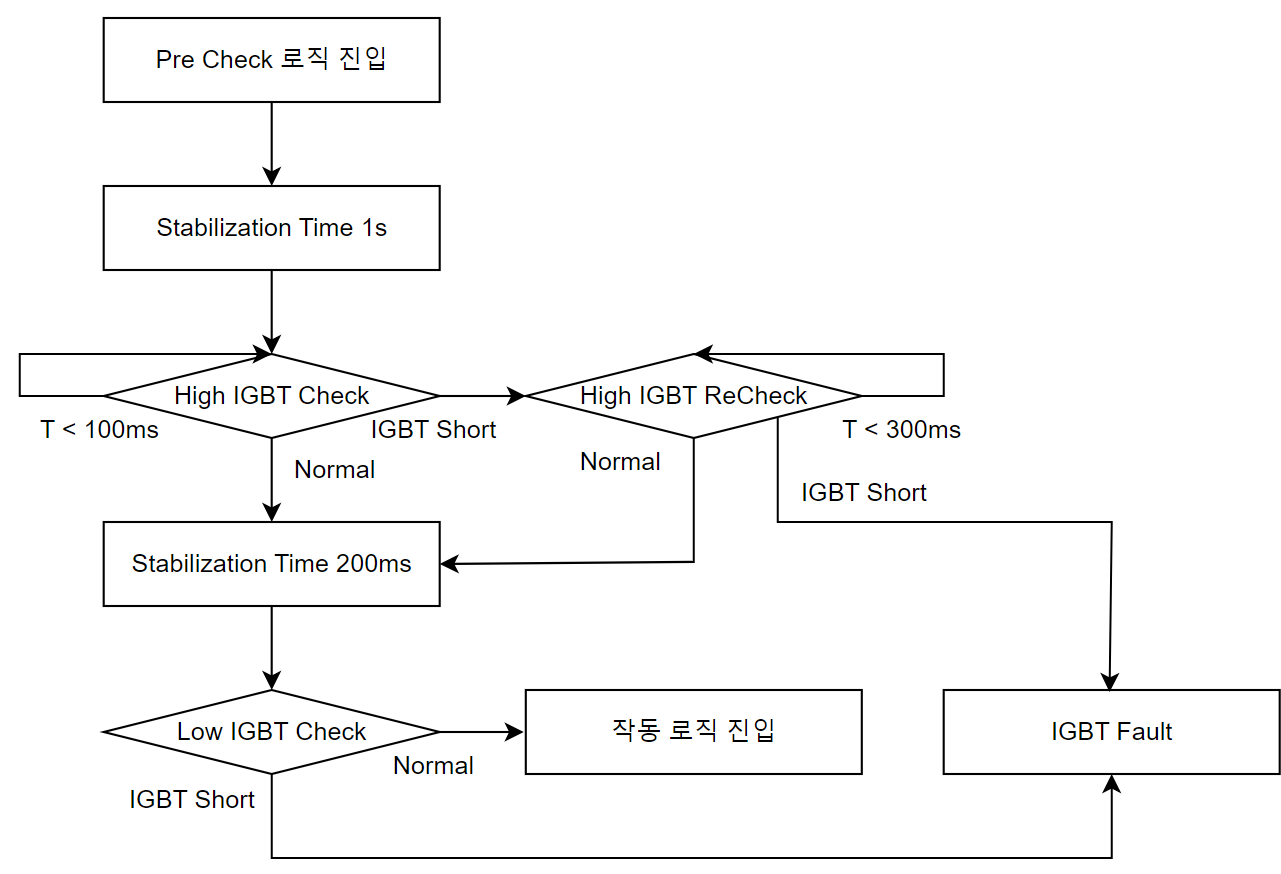 Pre Check 로직 진입
Stabilization Time 1s
High IGBT Check
High IGBT ReCheck
T < 100ms
IGBT Short
T < 300ms
Normal
Normal
IGBT Short
Stabilization Time 200ms
Low IGBT Check
작동 로직 진입
IGBT Fault
Normal
IGBT Short